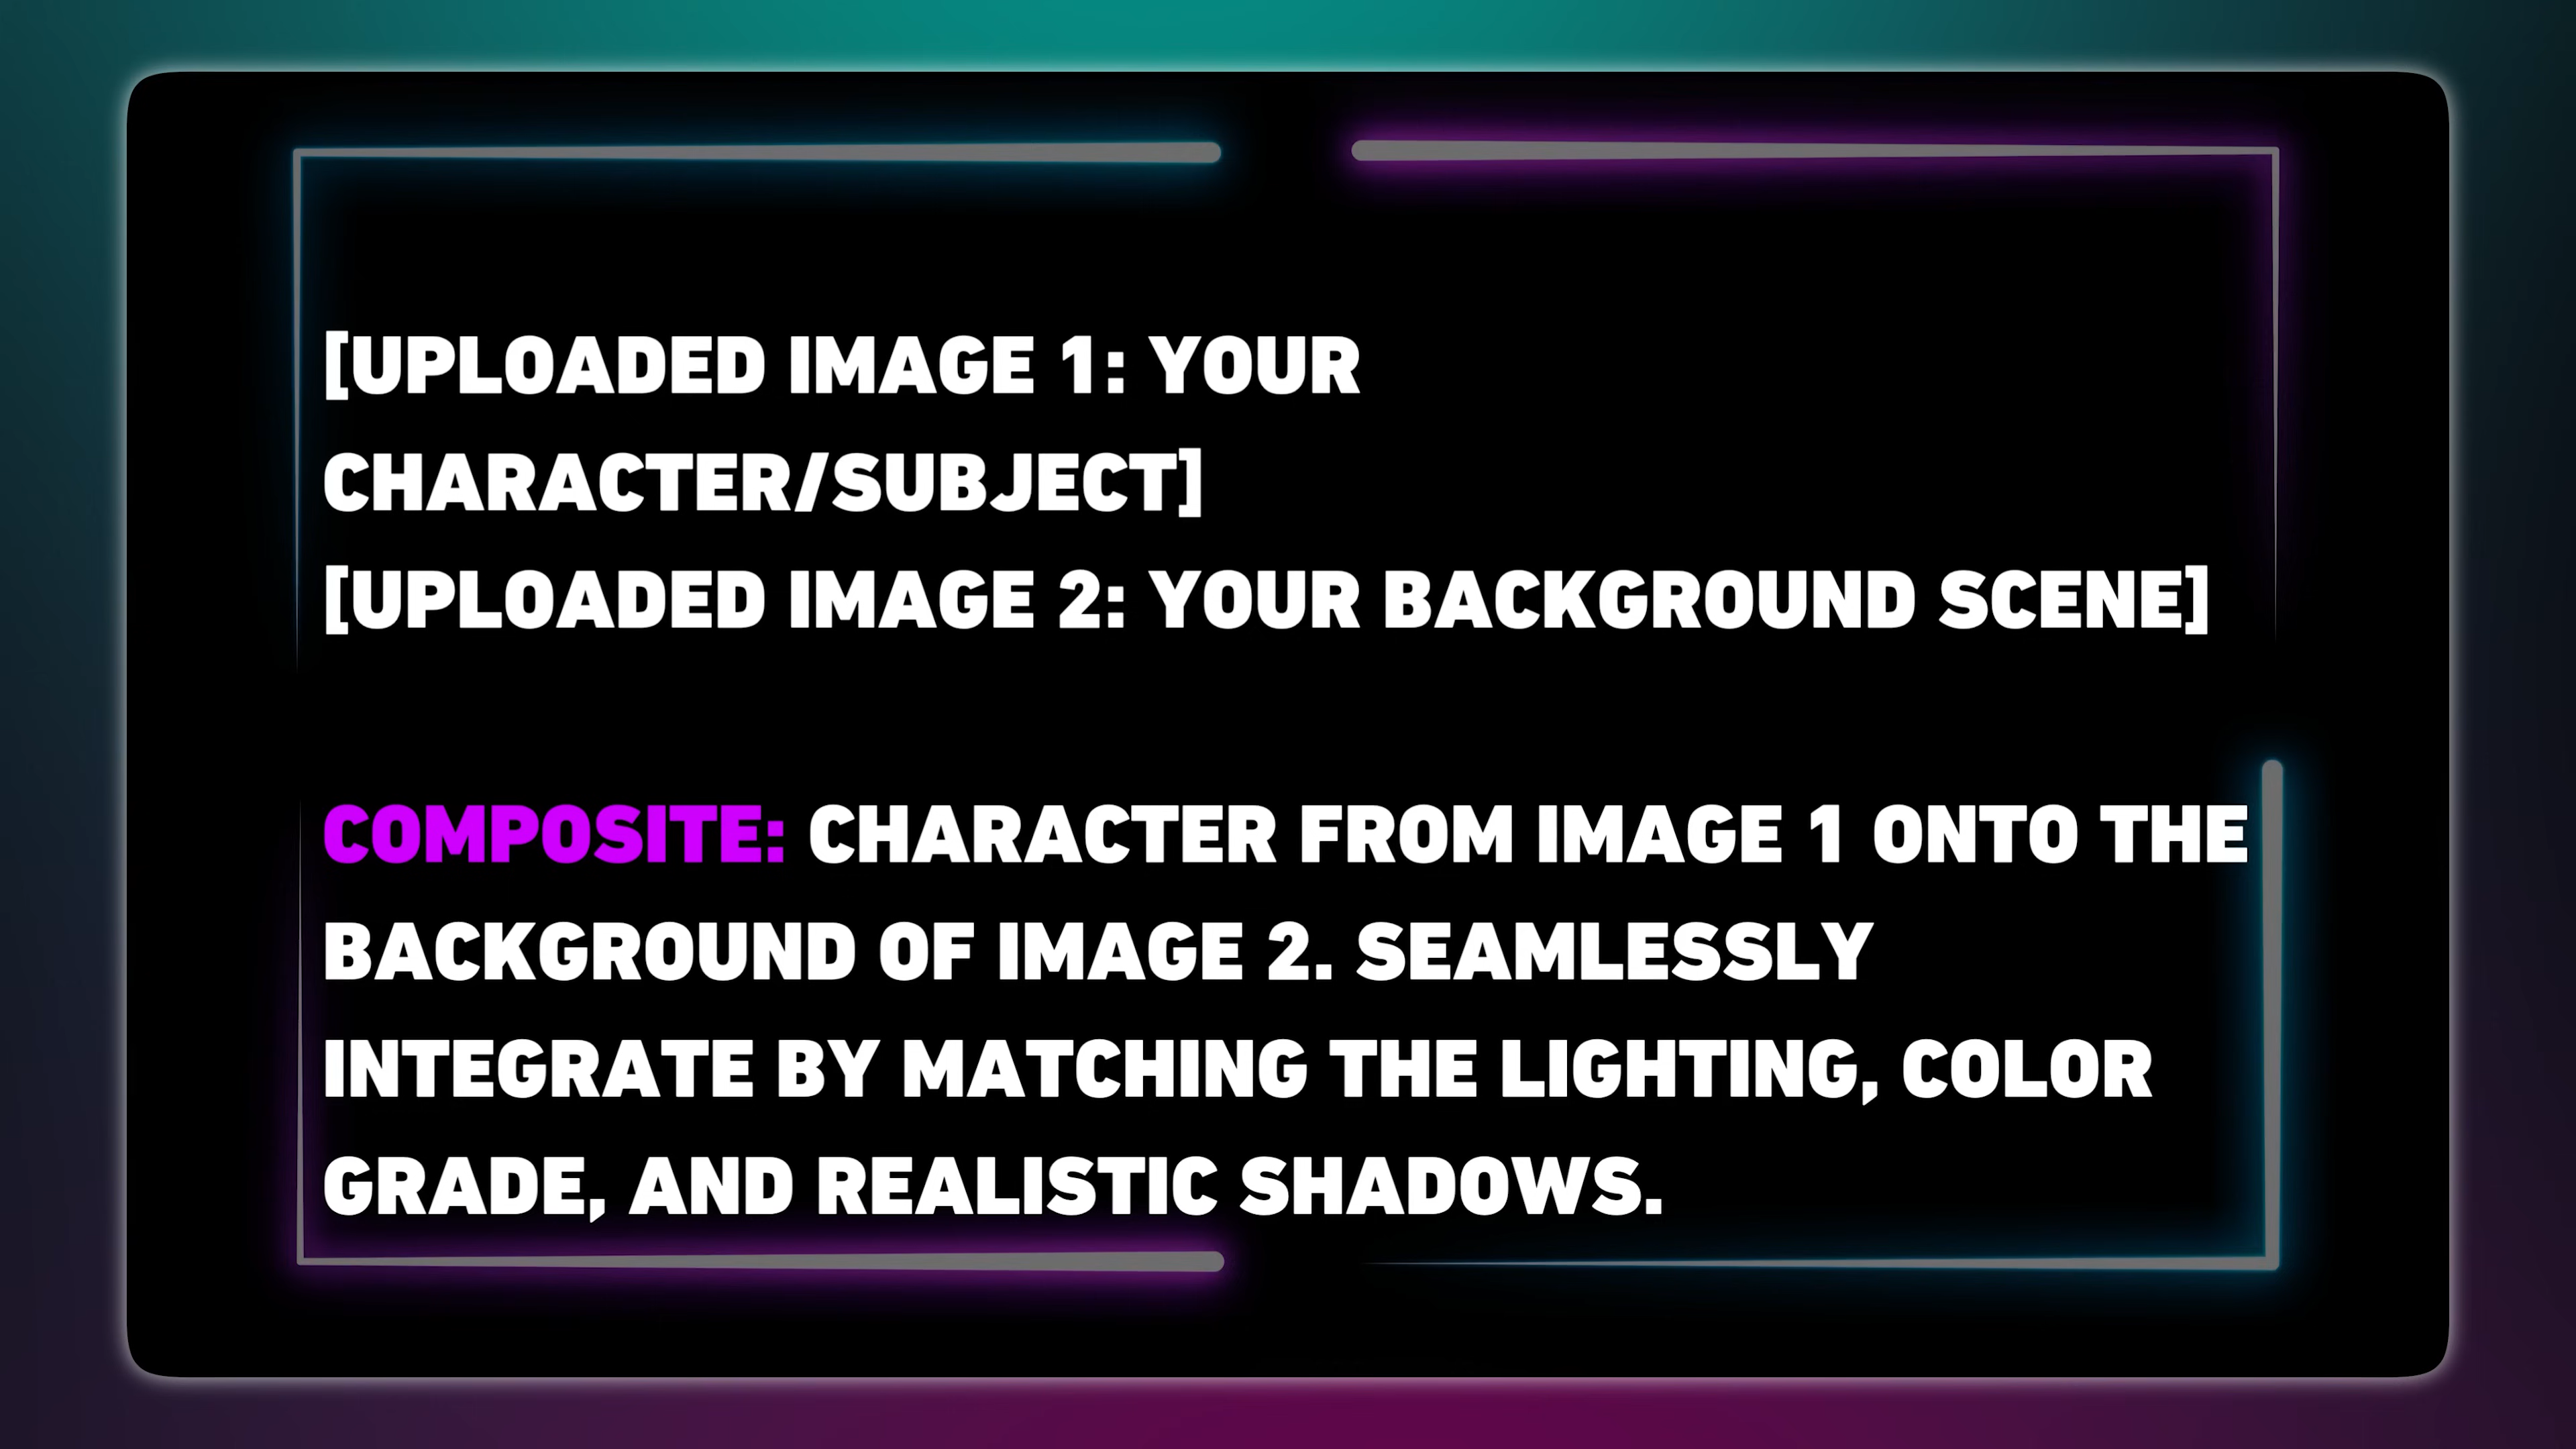 [UPLOADED IMAGE 1: YOUR
CHARACTER/SUBJECT]
[UPLOADED IMAGE 2: YOUR BACKGROUND SCENE]
COMPOSITE: CHARACTER FROM IMAGE 1 ONTO THE
BACKGROUND OF IMAGE 2. SEAMLESSLY
INTEGRATE BY MATCHING THE LIGHTING, COLOR
GRADE, AND REALISTIC SHADOWS.